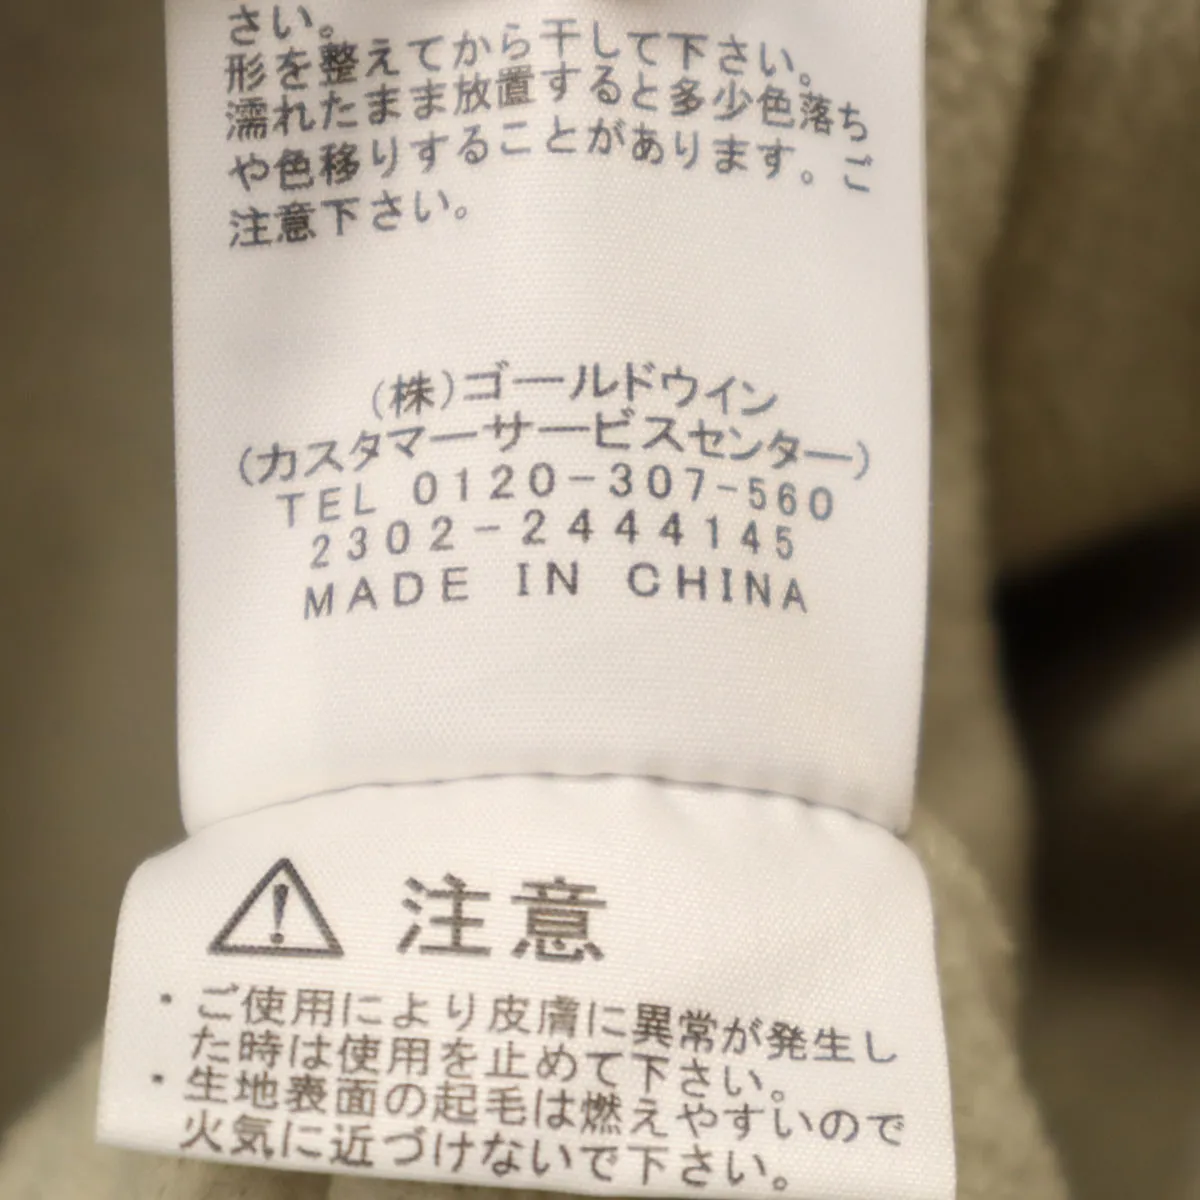 さい。
形を整えてから干して下さい。
濡れたまま放置すると多少色落ち
や色移りすることがあります。ご
注意下さい。
(株)ゴールドウイン
(カスタマーサービスセンター)
TEL 0120-307-560
2302-2444145
MADE IN CHINA
注意
・ご使用により皮膚に異常が発生し
た時は使用を止めて下さい。
・生地表面の起毛は燃えやすいので
火気に近づけないで下さい。